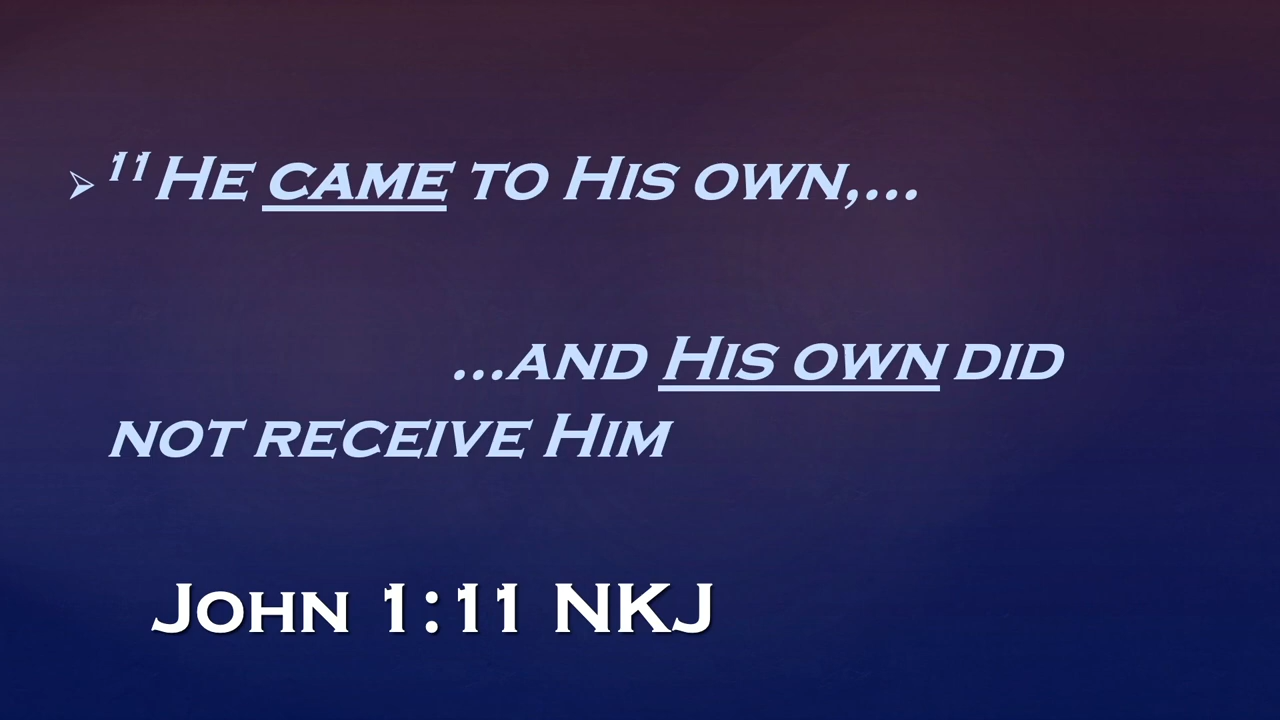 ➢ 11 He came to His own,...
...and His own did
not receive Him
John 1:11 NKJ